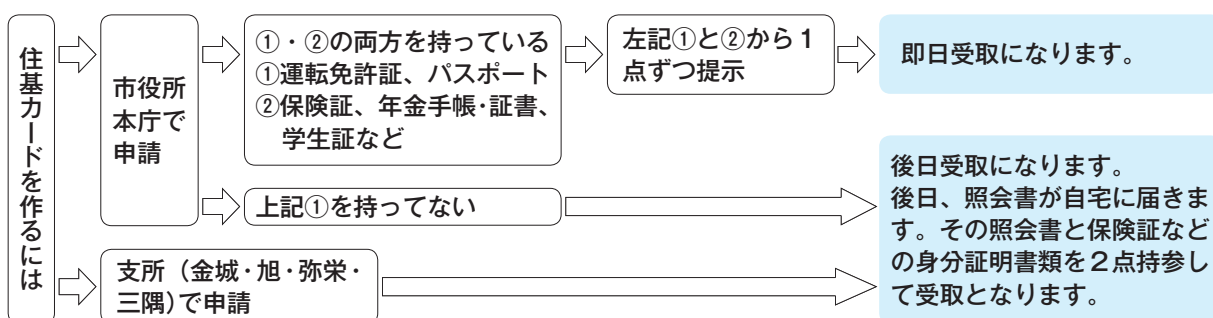 住基カードを作るには
市役所
本庁で
申請
①・②の両方を持っている
①運転免許証、パスポート
②保険証、年金手帳・証書、
学生証など
左記①と②から1
点ずつ提示
即日受取になります。
上記①を持ってない
後日受取になります。
後日、照会書が自宅に届きま
す。その照会書と保険証など
の身分証明書類を２点持参し
て受取となります。
支所（金城・旭・弥栄・
三隅）で申請